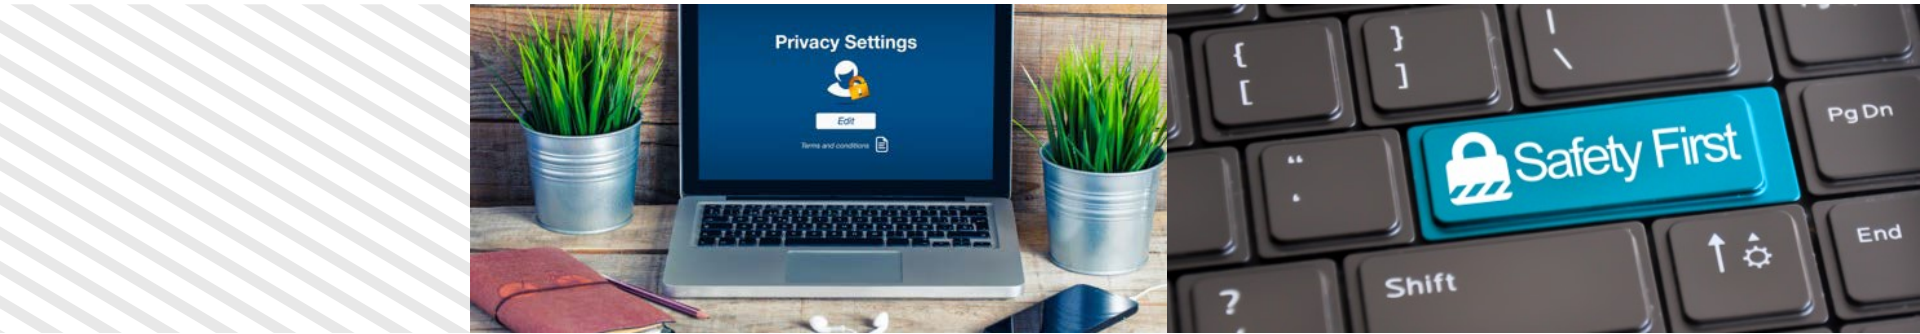 Privacy Settings
Edit
Terms and conditions
{
[
}
]
|
\
Pg Dn
Safety First
“
‘
End
Shift
?